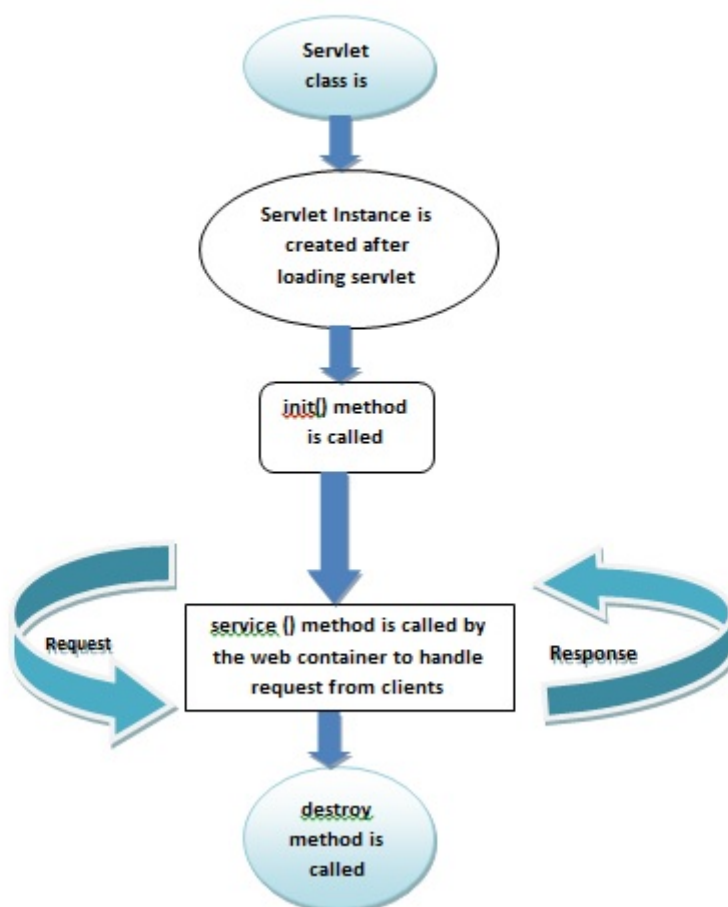 Servlet
class is
Servlet Instance is
created after
loading servlet
init() method
is called
Request
service () method is called by
the web container to handle
request from clients
Response
destroy
method is
called